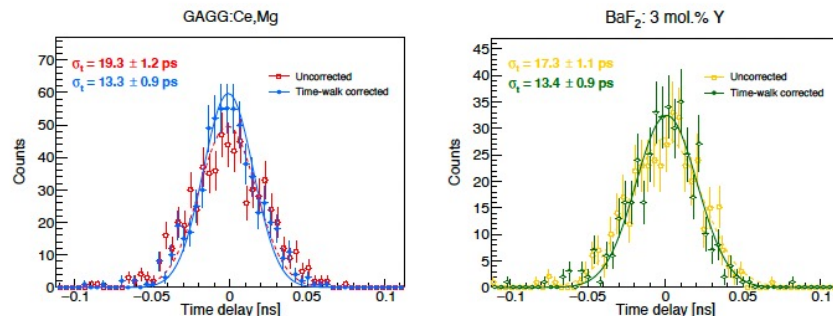 GAGG:Ce,Mg
Counts
70
60
50
40
30
20
10
0
σt = 19.3 ± 1.2 ps
σt = 13.3 ± 0.9 ps
Uncorrected
Time-walk corrected
−0.1 −0.05 0 0.05 0.1
Time delay [ns]
BaF₂: 3 mol.% Y
Counts
45
40
35
30
25
20
15
10
5
0
σt = 17.3 ± 1.1 ps
σt = 13.4 ± 0.9 ps
Uncorrected
Time-walk corrected
−0.1 −0.05 0 0.05 0.1
Time delay [ns]